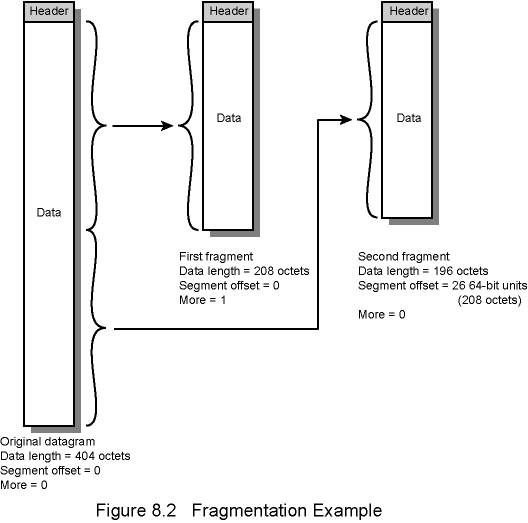 Header
Data
Header
Data
Header
Data
First fragment
Data length = 208 octets
Segment offset = 0
More = 1
Second fragment
Data length = 196 octets
Segment offset = 26 64-bit units
(208 octets)
More = 0
Original datagram
Data length = 404 octets
Segment offset = 0
More = 0
Figure 8.2 Fragmentation Example